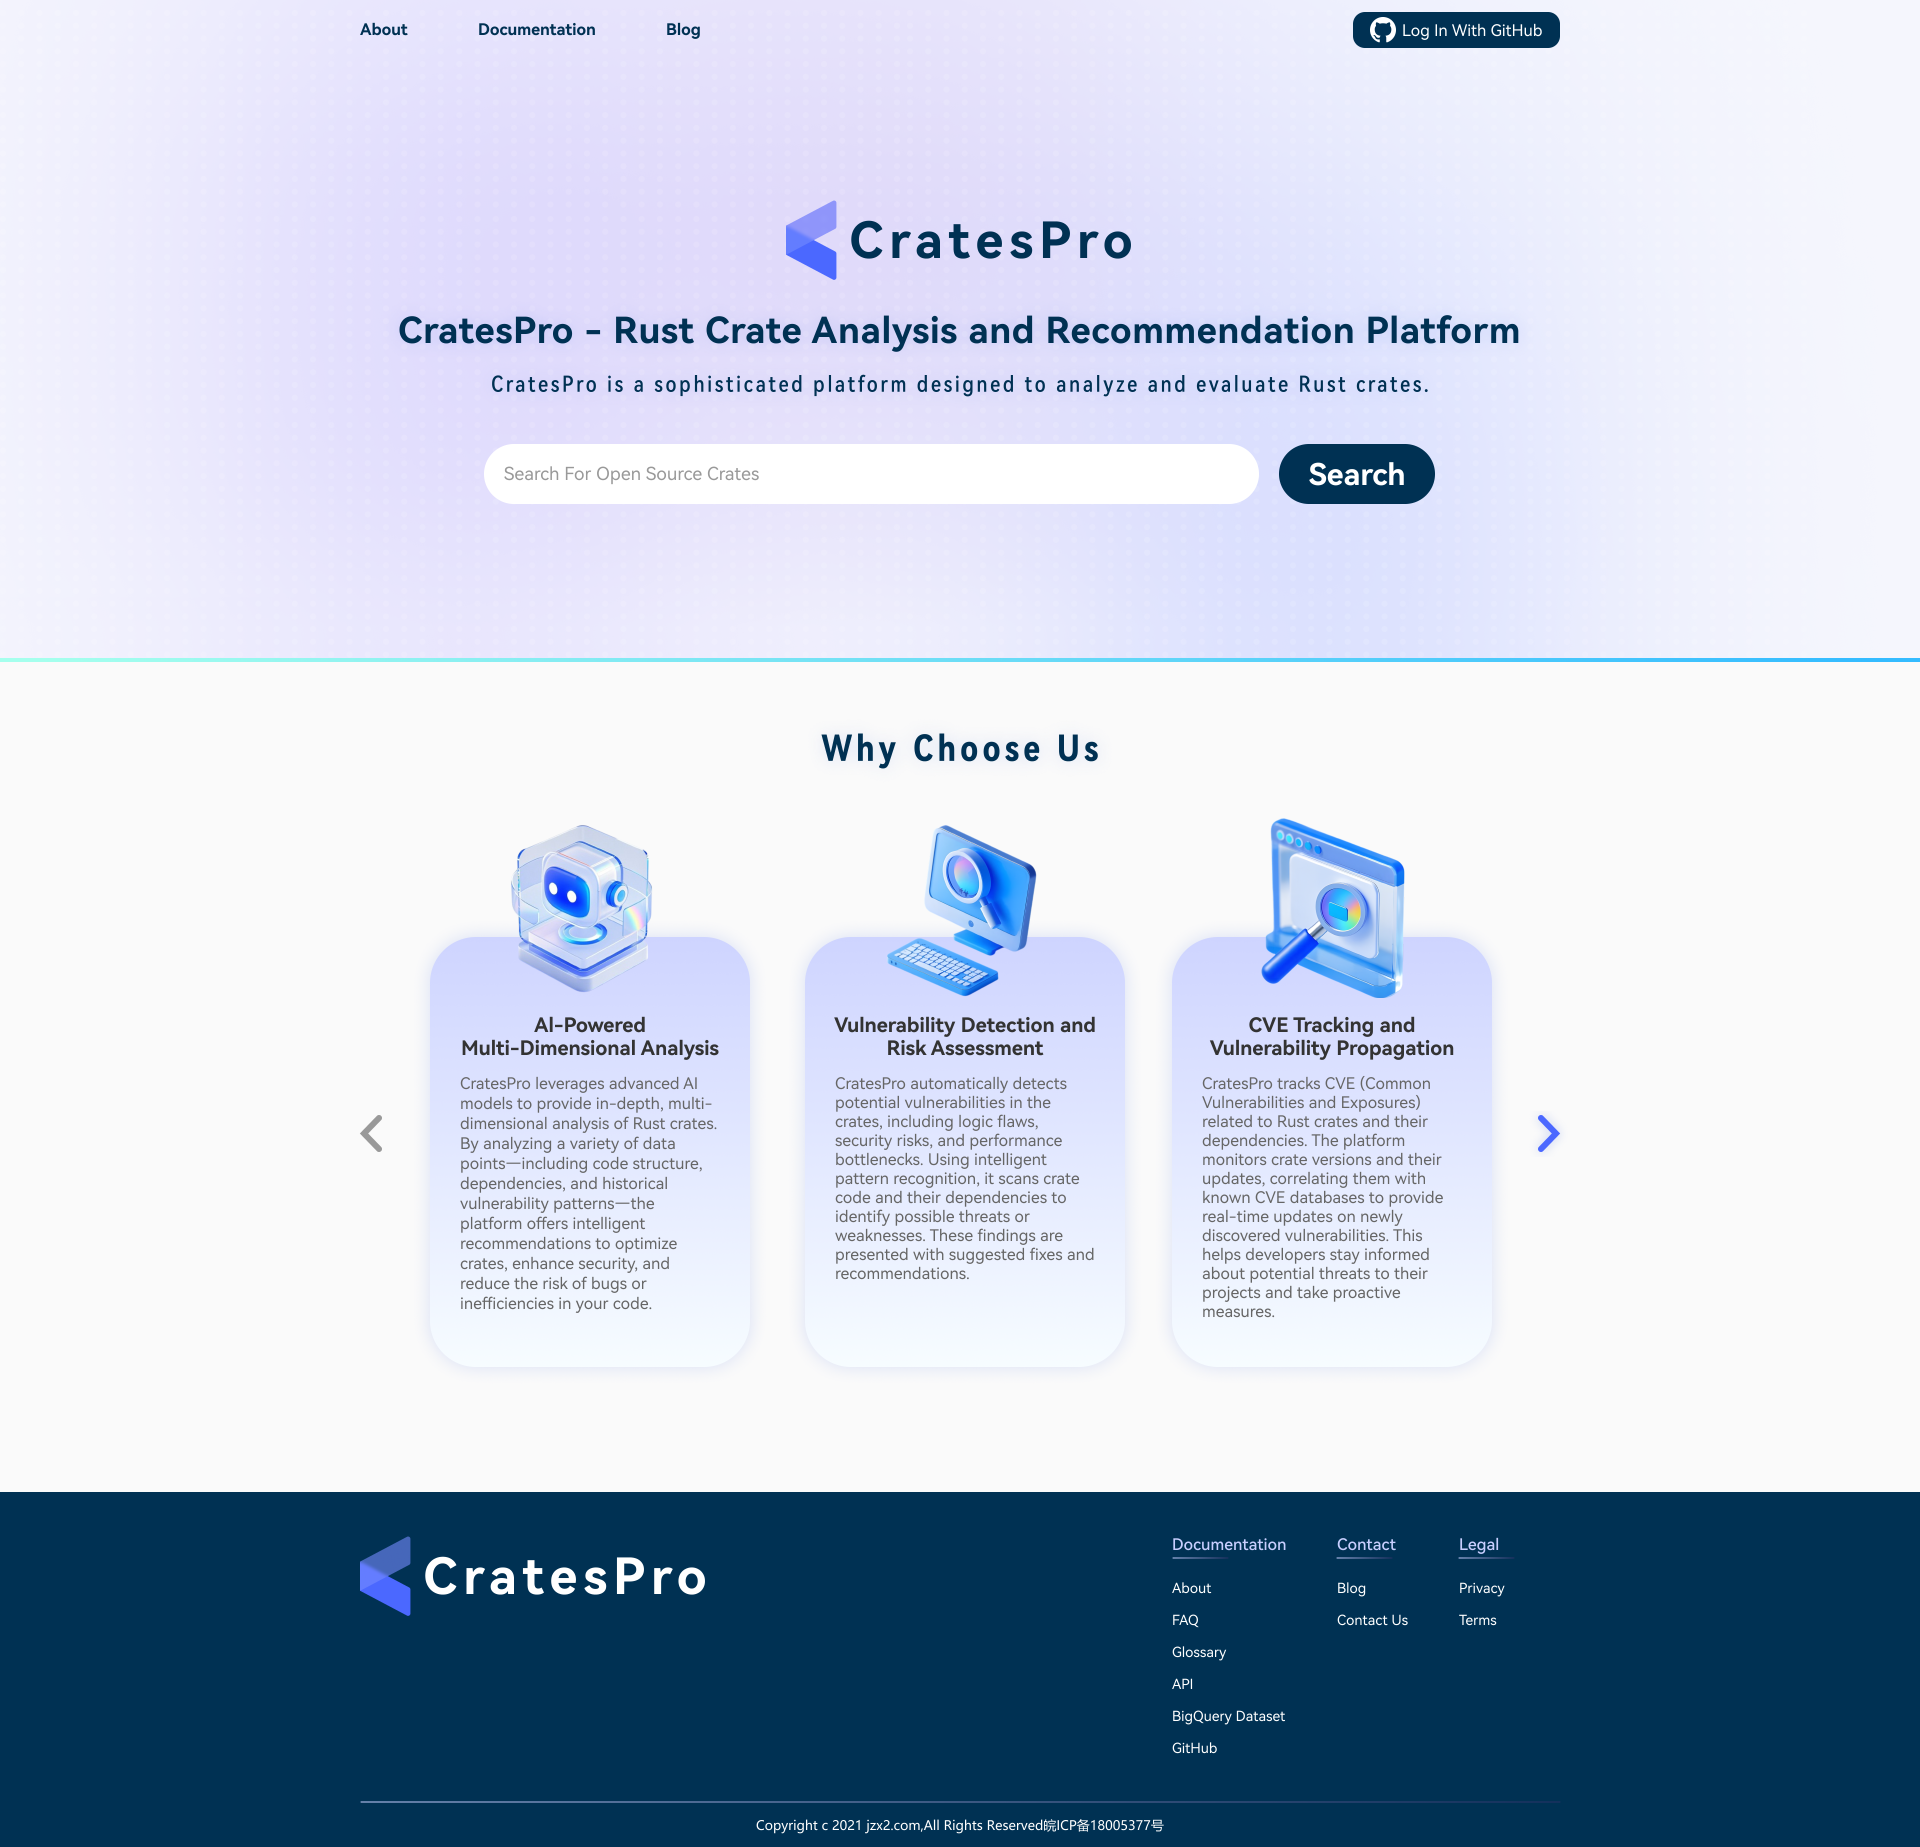 About
Documentation
Blog
Log In With GitHub
CratesPro
CratesPro - Rust Crate Analysis and Recommendation Platform
CratesPro is a sophisticated platform designed to analyze and evaluate Rust crates.
Search For Open Source Crates
Search
Why Choose Us
AI-Powered
Multi-Dimensional Analysis
CratesPro leverages advanced AI
models to provide in-depth, multi-
dimensional analysis of Rust crates.
By analyzing a variety of data
points—including code structure,
dependencies, and historical
vulnerability patterns—the
platform offers intelligent
recommendations to optimize
crates, enhance security, and
reduce the risk of bugs or
inefficiencies in your code.
Vulnerability Detection and
Risk Assessment
CratesPro automatically detects
potential vulnerabilities in the
crates, including logic flaws,
security risks, and performance
bottlenecks. Using intelligent
pattern recognition, it scans crate
code and their dependencies to
identify possible threats or
weaknesses. These findings are
presented with suggested fixes and
recommendations.
CVE Tracking and
Vulnerability Propagation
CratesPro tracks CVE (Common
Vulnerabilities and Exposures)
related to Rust crates and their
dependencies. The platform
monitors crate versions and their
updates, correlating them with
known CVE databases to provide
real-time updates on newly
discovered vulnerabilities. This
helps developers stay informed
about potential threats to their
projects and take proactive
measures.
CratesPro
Documentation
About
FAQ
Glossary
API
BigQuery Dataset
GitHub
Contact
Blog
Contact Us
Legal
Privacy
Terms
Copyright c 2021 jzx2.com,All Rights Reserved皖ICP备18005377号